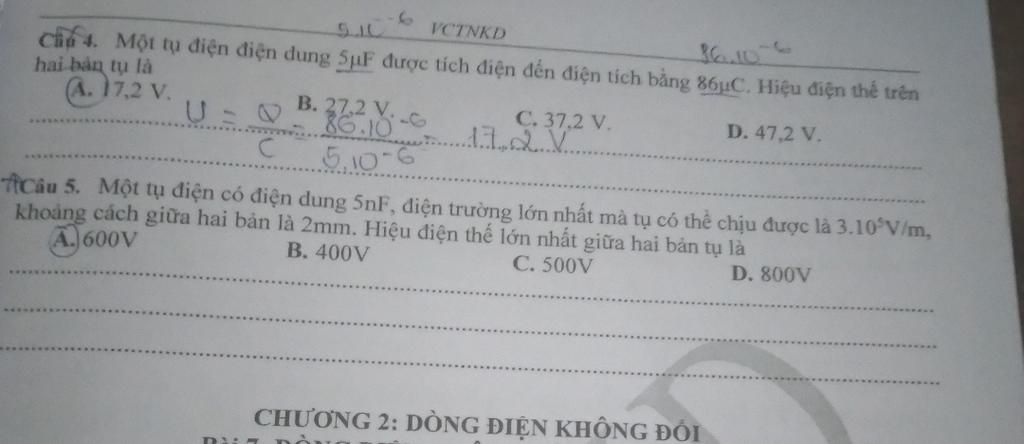 5.10⁻⁶ VCTNKD 86.10⁻⁶
Câu 4. Một tụ điện điện dung 5μF được tích điện đến điện tích bằng 86μC. Hiệu điện thế trên
hai bản tụ là
A. 17,2 V. B. 27,2 V. C. 37,2 V. D. 47,2 V.
U = Q/C = 86.10⁻⁶/5.10⁻⁶ = 17,2 V
Câu 5. Một tụ điện có điện dung 5nF, điện trường lớn nhất mà tụ có thể chịu được là 3.10⁵V/m,
khoảng cách giữa hai bản là 2mm. Hiệu điện thế lớn nhất giữa hai bản tụ là
A. 600V B. 400V C. 500V D. 800V
CHƯƠNG 2: DÒNG ĐIỆN KHÔNG ĐỔI